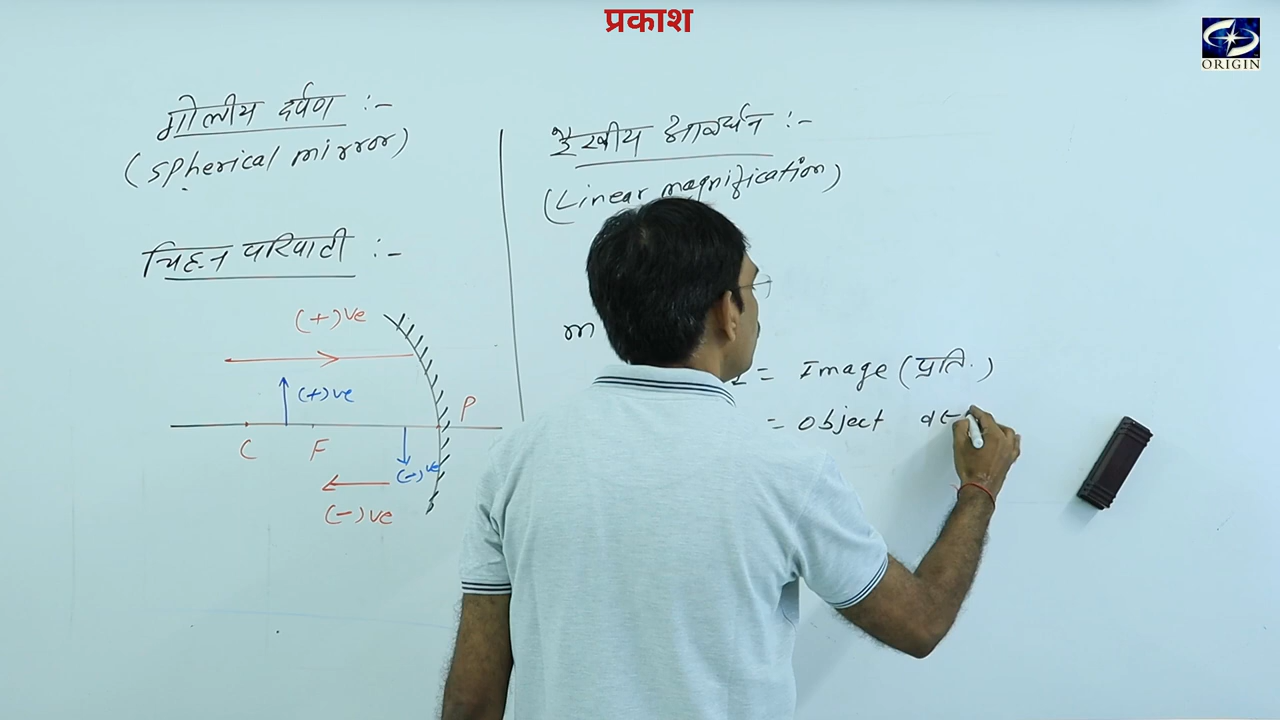 प्रकाश
ORIGIN
गोलीय दर्पण :-
(Spherical mirror)
चिह्न परिपाटी :-
(+)ve
(+)ve
P
C
F
(-)ve
(-)ve
रैखीय आवर्धन :-
(Linear magnification)
m
I = Image (प्रति.)
= object